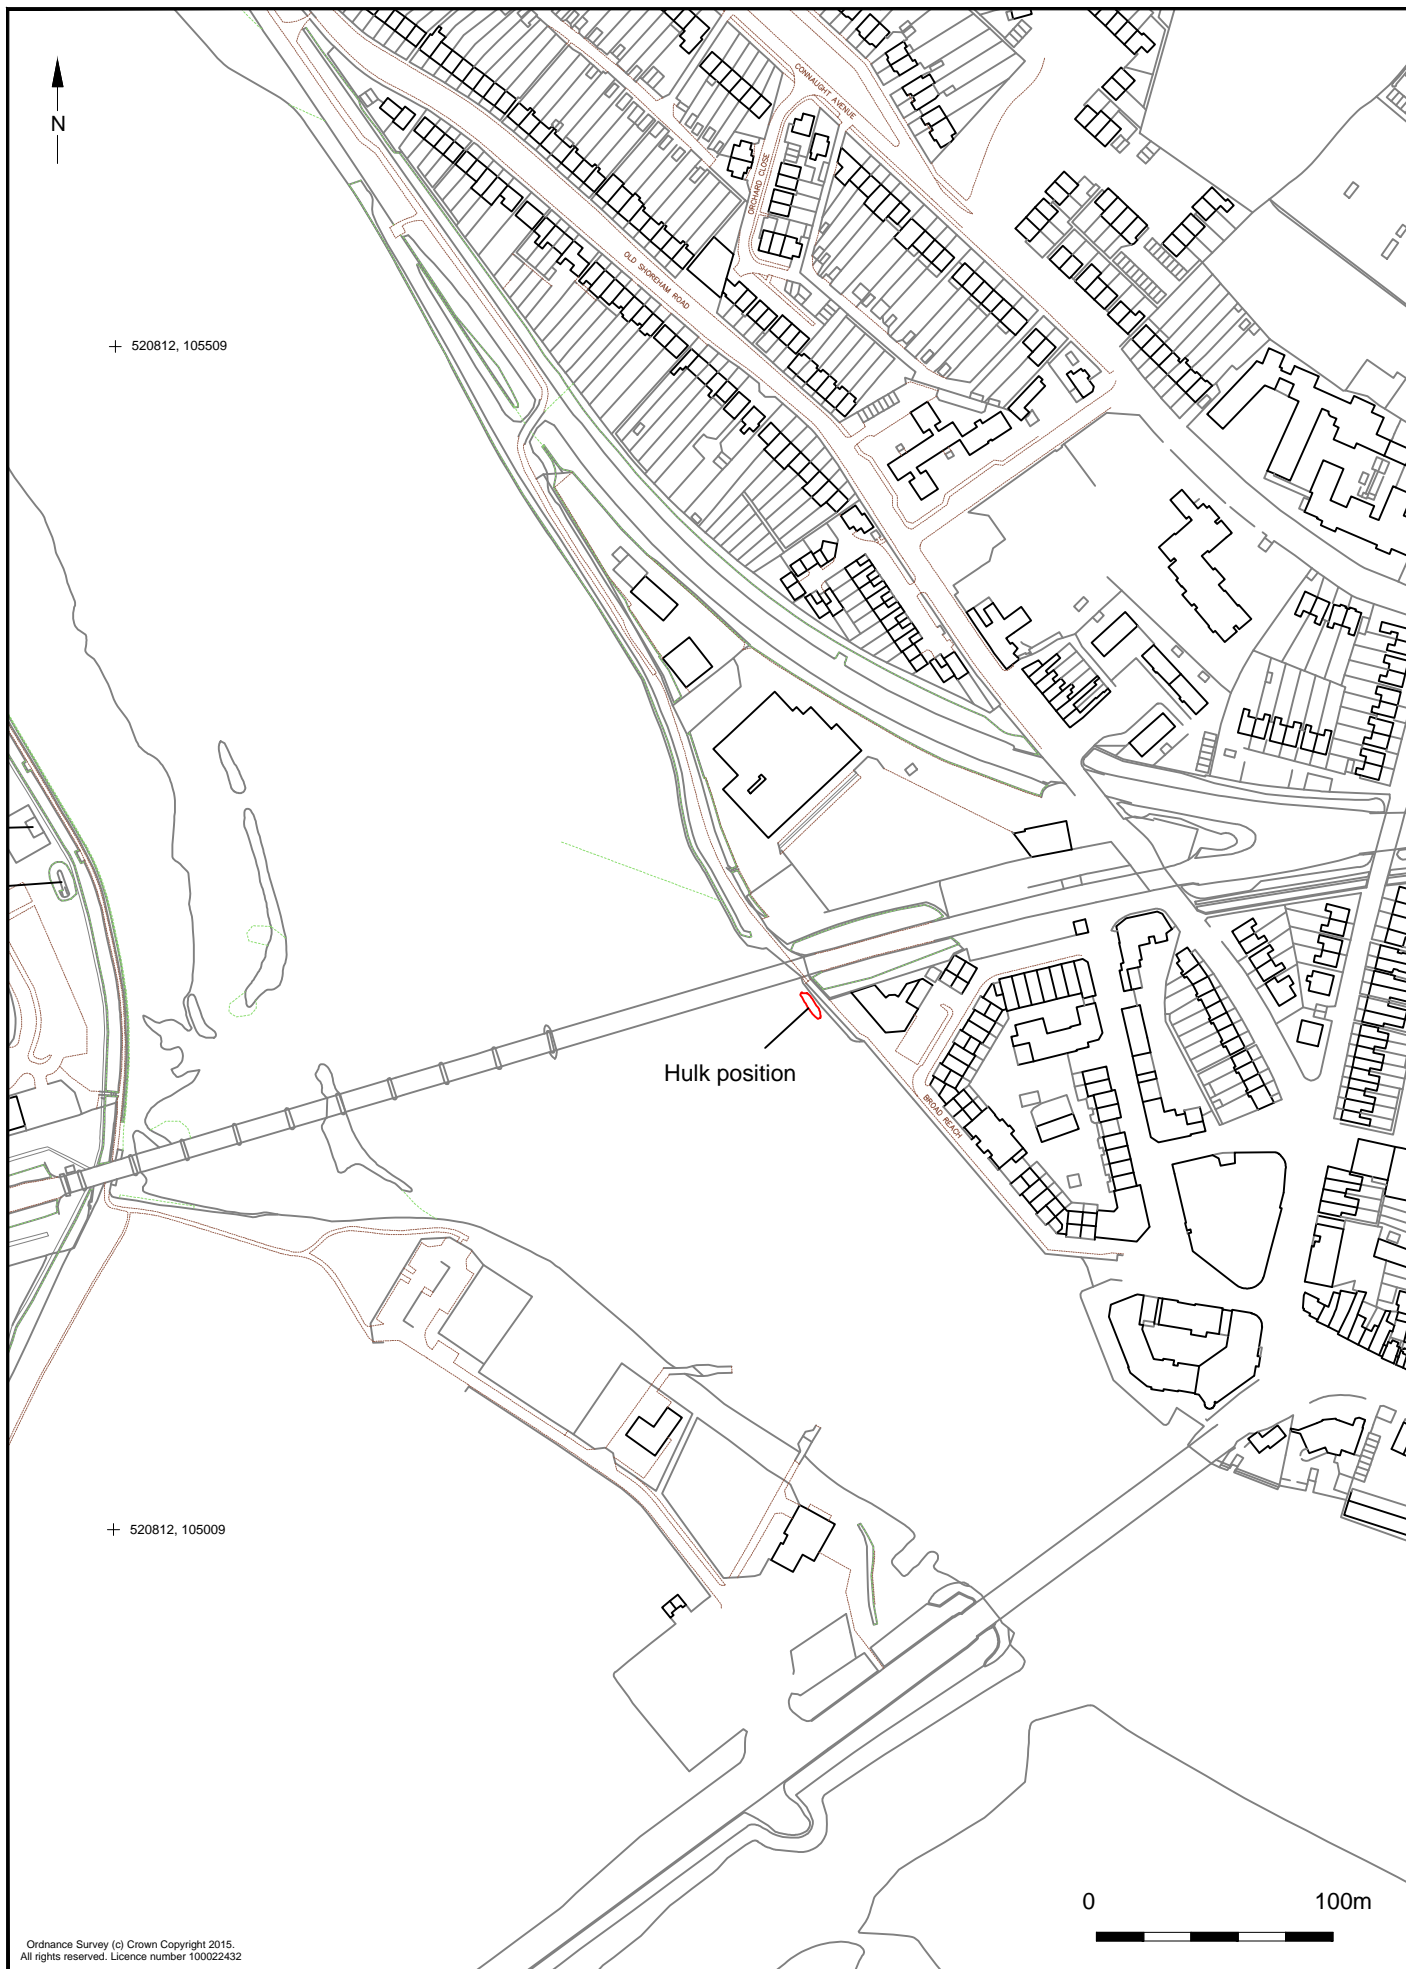 N
CONNAUGHT AVENUE
ORCHARD CLOSE
OLD SHOREHAM ROAD
520812, 105509
Hulk position
BROAD REACH
520812, 105009
0 100m
Ordnance Survey (c) Crown Copyright 2015.
All rights reserved. Licence number 100022432